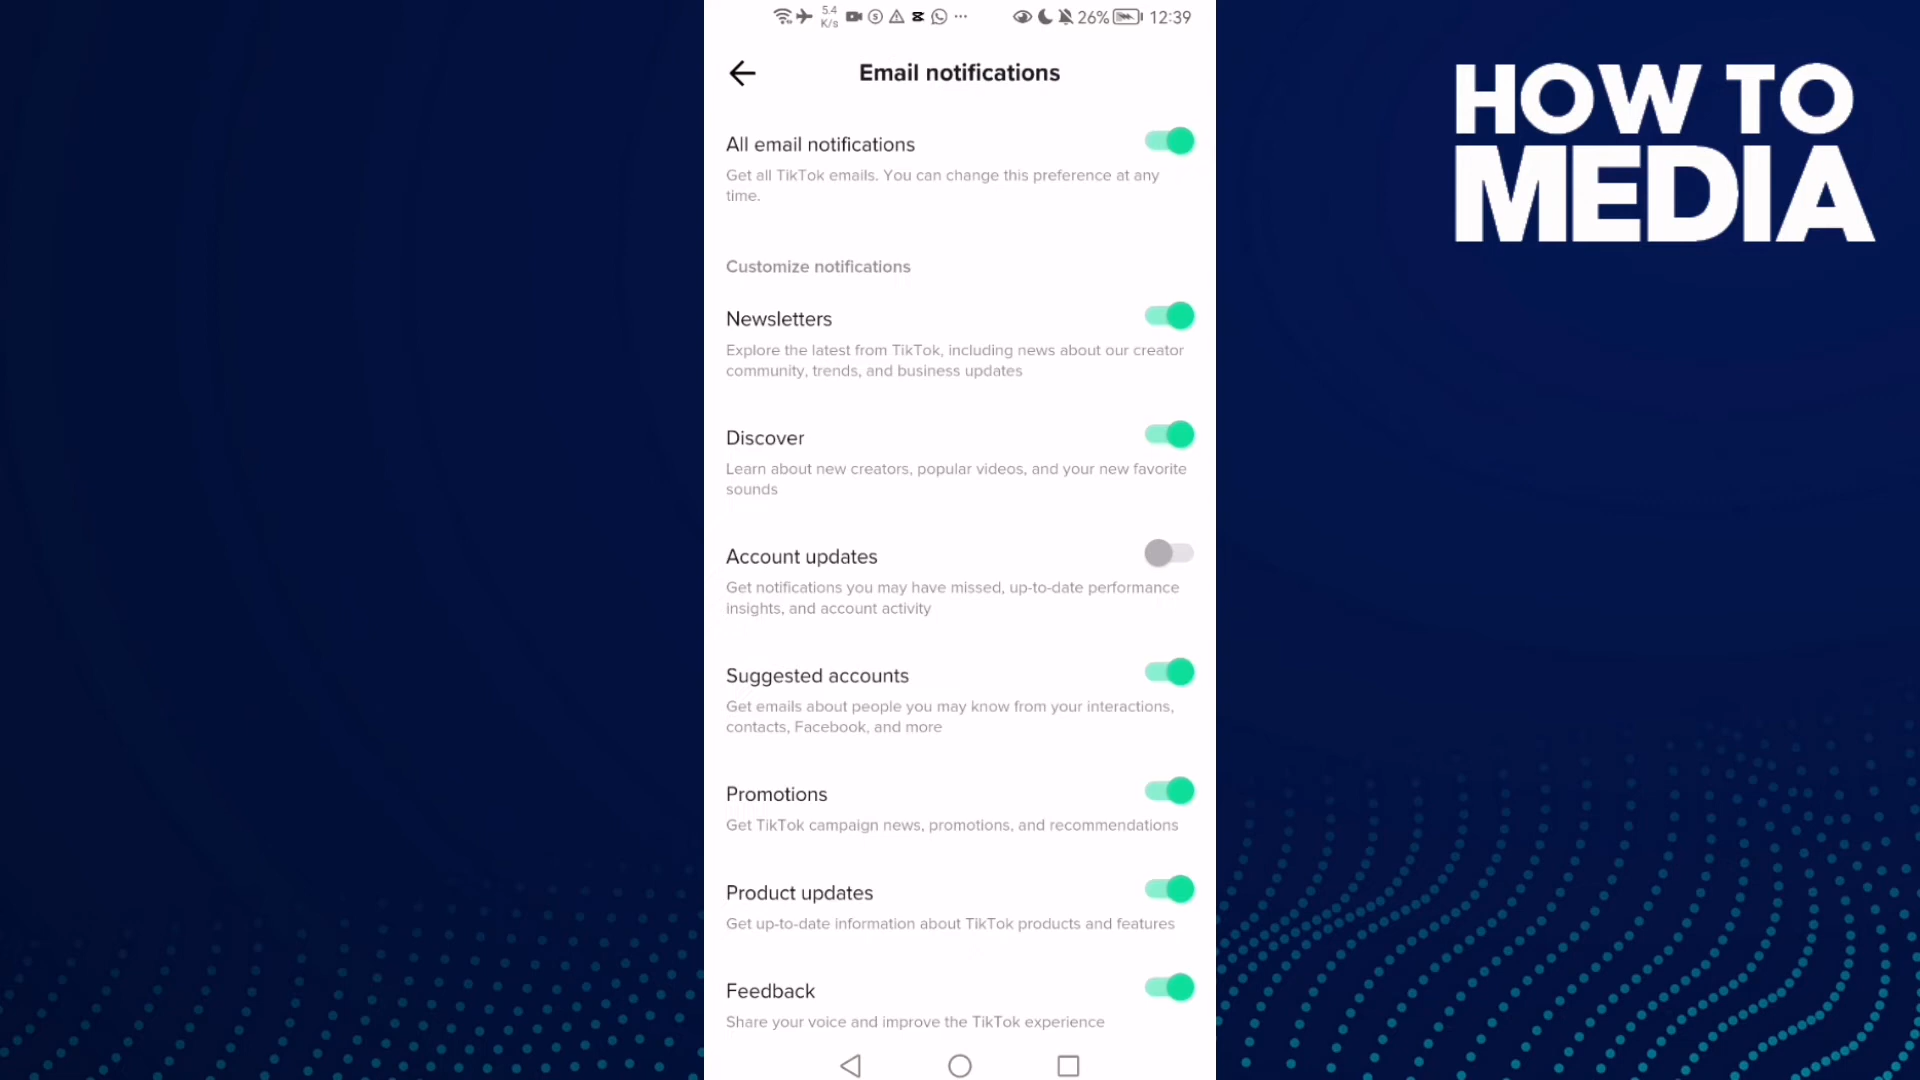 5.4
K/s
26%
12:39
Email notifications
HOW TO
MEDIA
All email notifications
Get all TikTok emails. You can change this preference at any
time.
Customize notifications
Newsletters
Explore the latest from TikTok, including news about our creator
community, trends, and business updates
Discover
Learn about new creators, popular videos, and your new favorite
sounds
Account updates
Get notifications you may have missed, up-to-date performance
insights, and account activity
Suggested accounts
Get emails about people you may know from your interactions,
contacts, Facebook, and more
Promotions
Get TikTok campaign news, promotions, and recommendations
Product updates
Get up-to-date information about TikTok products and features
Feedback
Share your voice and improve the TikTok experience